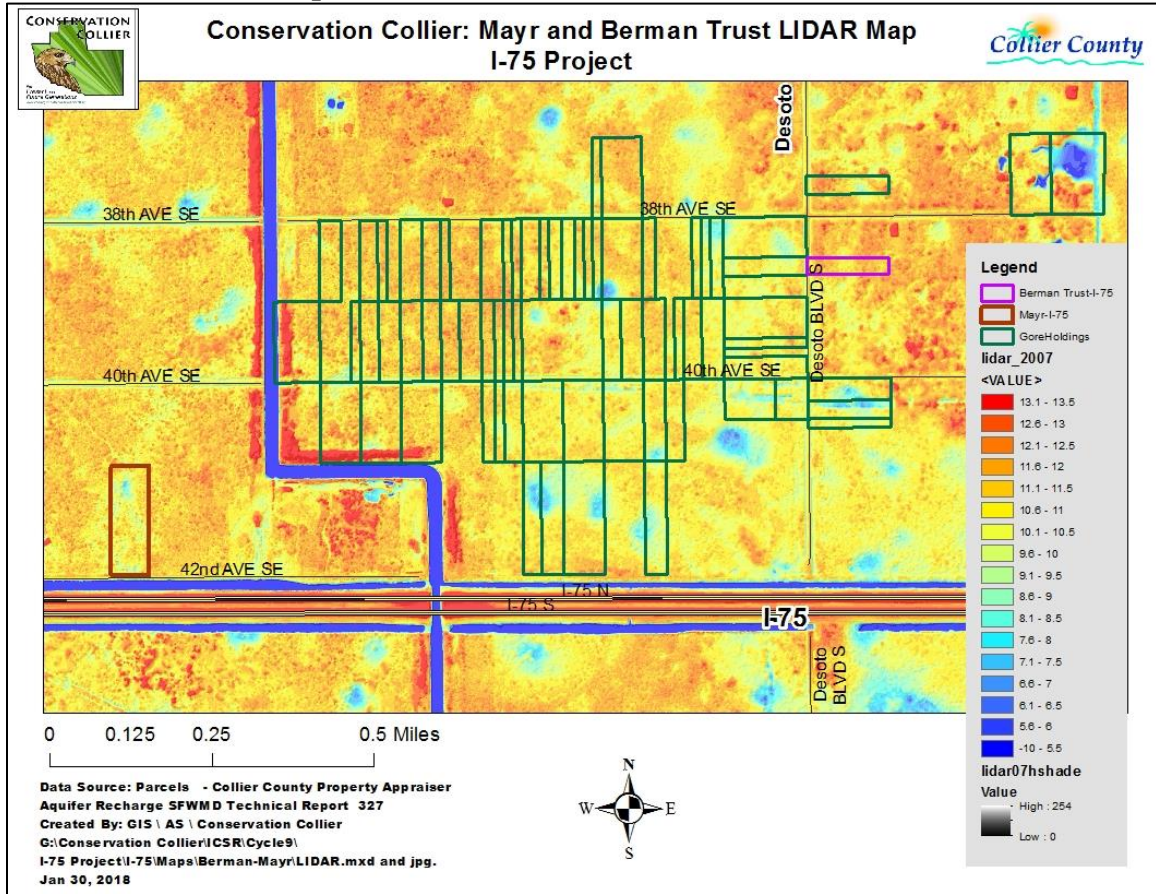 CONSERVATION
COLLIER
Conservation Collier: Mayr and Berman Trust LIDAR Map
I-75 Project
Collier County
Desoto
38th AVE SE
38th AVE SE
Desoto BLVD S
40th AVE SE
40th AVE SE
42nd AVE SE
I-75 N
I-75 S
I-75
Desoto
BLVD S
Legend
Berman Trust-I-75
Mayr-I-75
GoreHoldings
lidar_2007
<VALUE>
13.1 - 13.5
12.6 - 13
12.1 - 12.5
11.6 - 12
11.1 - 11.5
10.6 - 11
10.1 - 10.5
9.6 - 10
9.1 - 9.5
8.6 - 9
8.1 - 8.5
7.6 - 8
7.1 - 7.5
6.6 - 7
6.1 - 6.5
5.6 - 6
-10 - 5.5
lidar07hshade
Value
High : 254
Low : 0
0 0.125 0.25 0.5 Miles
Data Source: Parcels - Collier County Property Appraiser
Aquifer Recharge SFWMD Technical Report 327
Created By: GIS \ AS \ Conservation Collier
G:\Conservation Collier\ICSR\Cycle9\
I-75 Project\I-75\Maps\Berman-Mayr\LIDAR.mxd and jpg.
Jan 30, 2018
N
W E
S